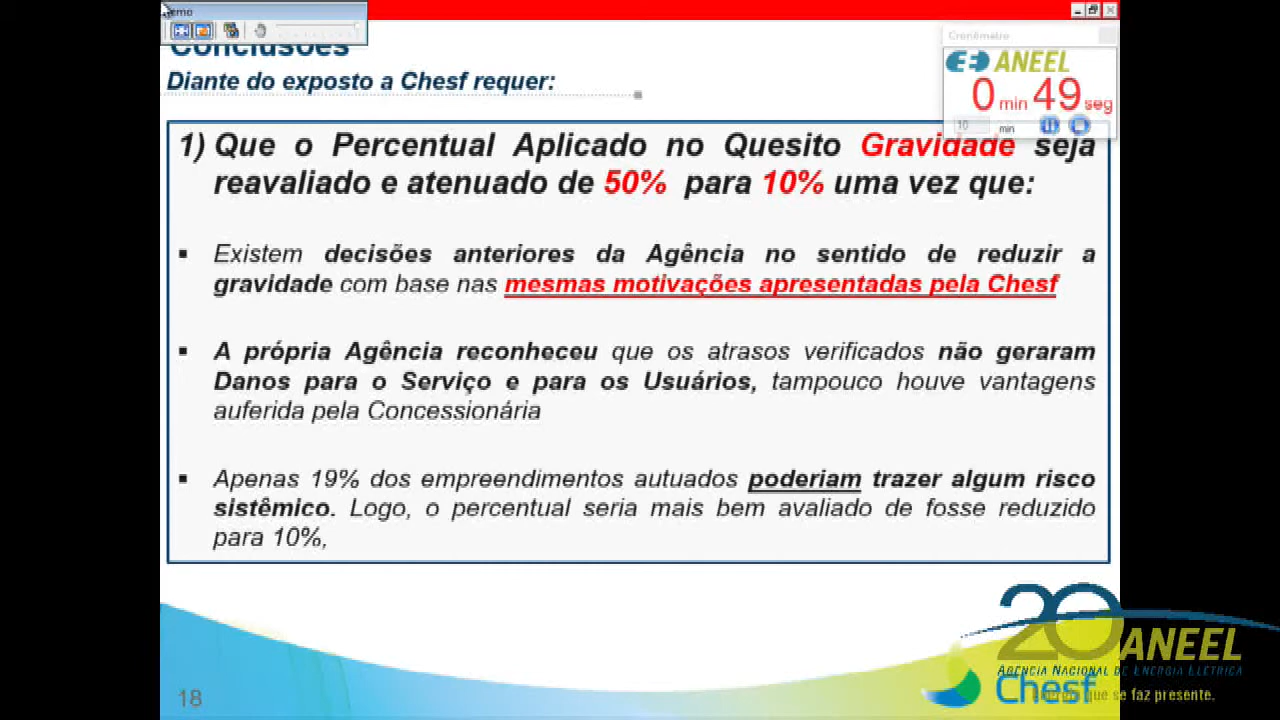 Conclusões
Diante do exposto a Chesf requer:
Cronômetro
ANEEL
0 min 49 seg
10 min
1) Que o Percentual Aplicado no Quesito Gravidade seja
reavaliado e atenuado de 50% para 10% uma vez que:
▪ Existem decisões anteriores da Agência no sentido de reduzir a
gravidade com base nas mesmas motivações apresentadas pela Chesf
▪ A própria Agência reconheceu que os atrasos verificados não geraram
Danos para o Serviço e para os Usuários, tampouco houve vantagens
auferida pela Concessionária
▪ Apenas 19% dos empreendimentos autuados poderiam trazer algum risco
sistêmico. Logo, o percentual seria mais bem avaliado de fosse reduzido
para 10%,
20 ANEEL
AGÊNCIA NACIONAL DE ENERGIA ELÉTRICA
Chesf
que se faz presente.
18